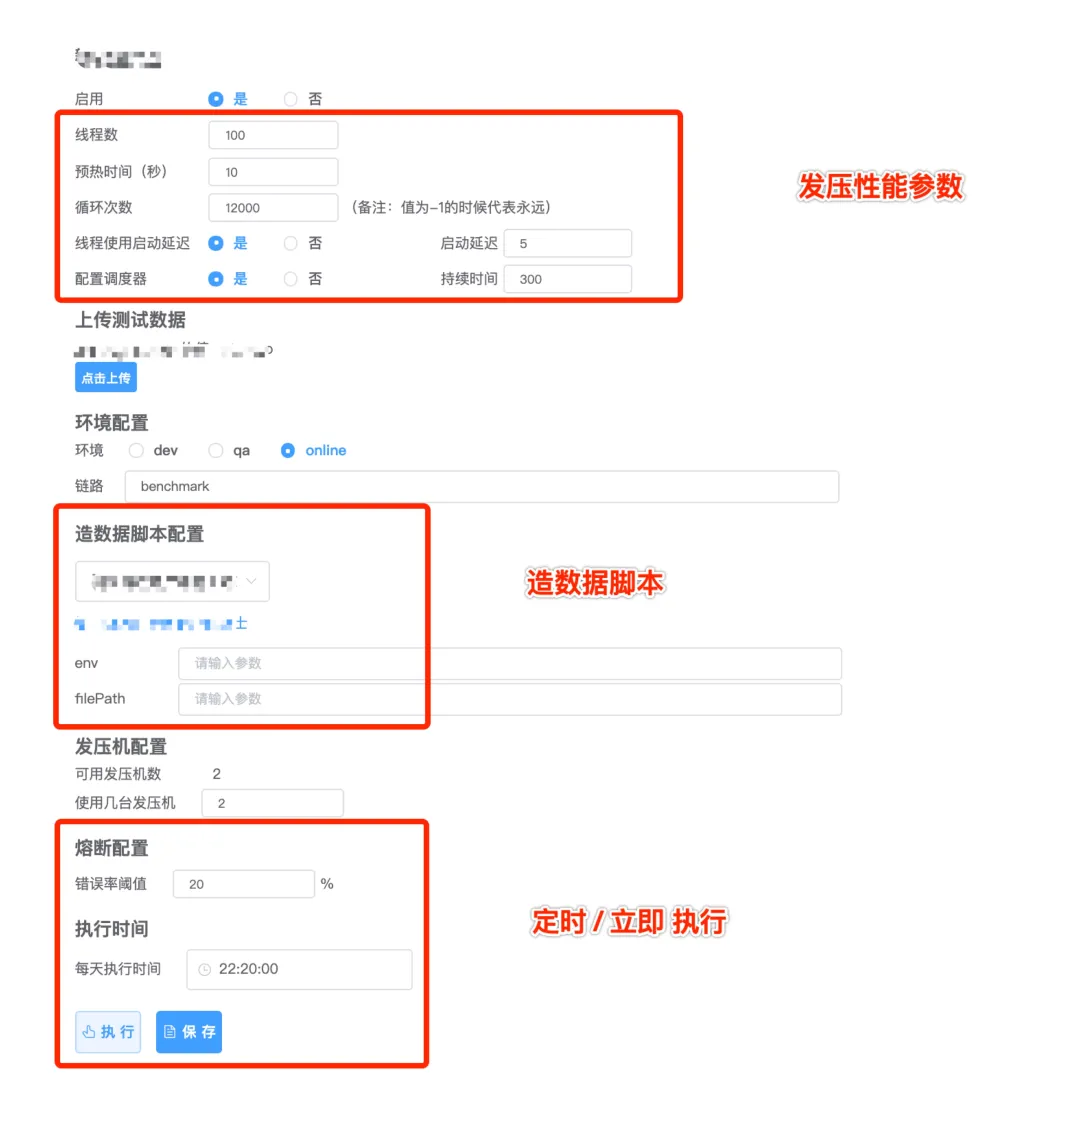 启用 是 否
线程数 100
预热时间（秒） 10
发压性能参数
循环次数 12000 （备注：值为-1的时候代表永远）
线程使用启动延迟 是 否 启动延迟 5
配置调度器 是 否 持续时间 300
上传测试数据
点击上传
环境配置
环境 dev qa online
链路 benchmark
造数据脚本配置
造数据脚本
env 请输入参数
filePath 请输入参数
发压机配置
可用发压机数 2
使用几台发压机 2
熔断配置
错误率阈值 20 %
定时 / 立即 执行
执行时间
每天执行时间 22:20:00
执行 保存